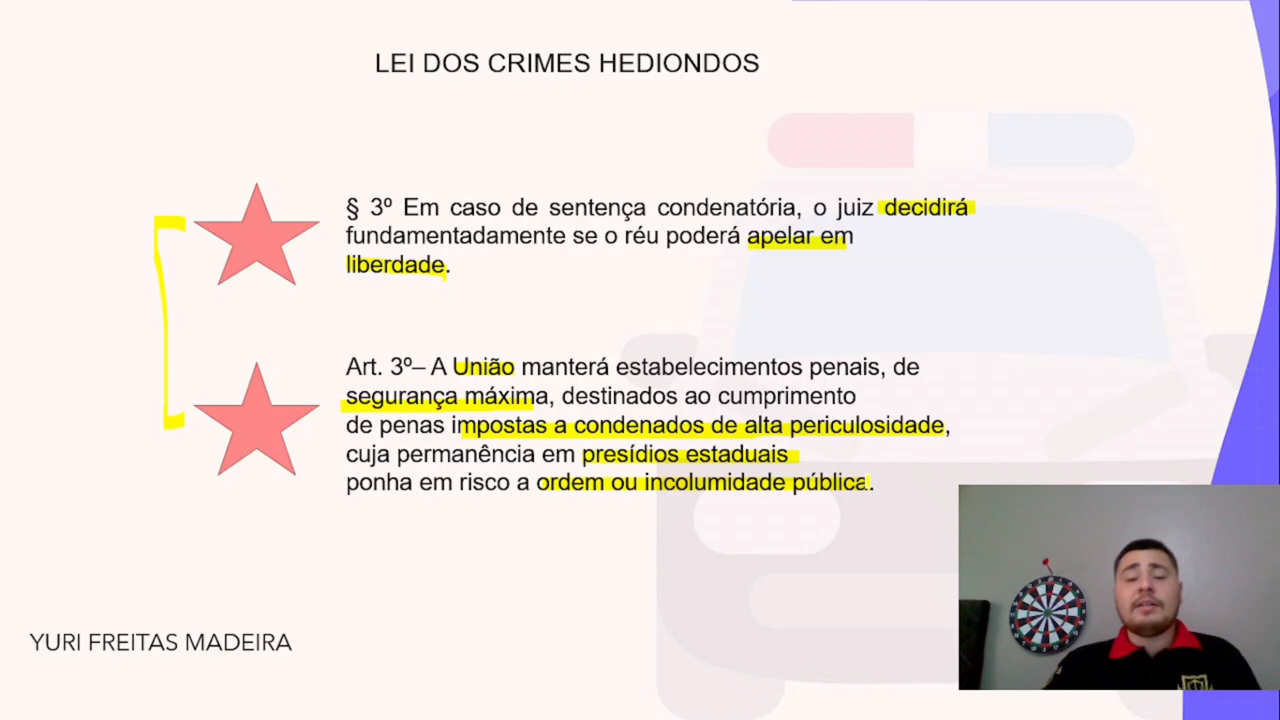 LEI DOS CRIMES HEDIONDOS
§ 3º Em caso de sentença condenatória, o juiz decidirá
fundamentadamente se o réu poderá apelar em
liberdade.
Art. 3º– A União manterá estabelecimentos penais, de
segurança máxima, destinados ao cumprimento
de penas impostas a condenados de alta periculosidade,
cuja permanência em presídios estaduais
ponha em risco a ordem ou incolumidade pública.
YURI FREITAS MADEIRA